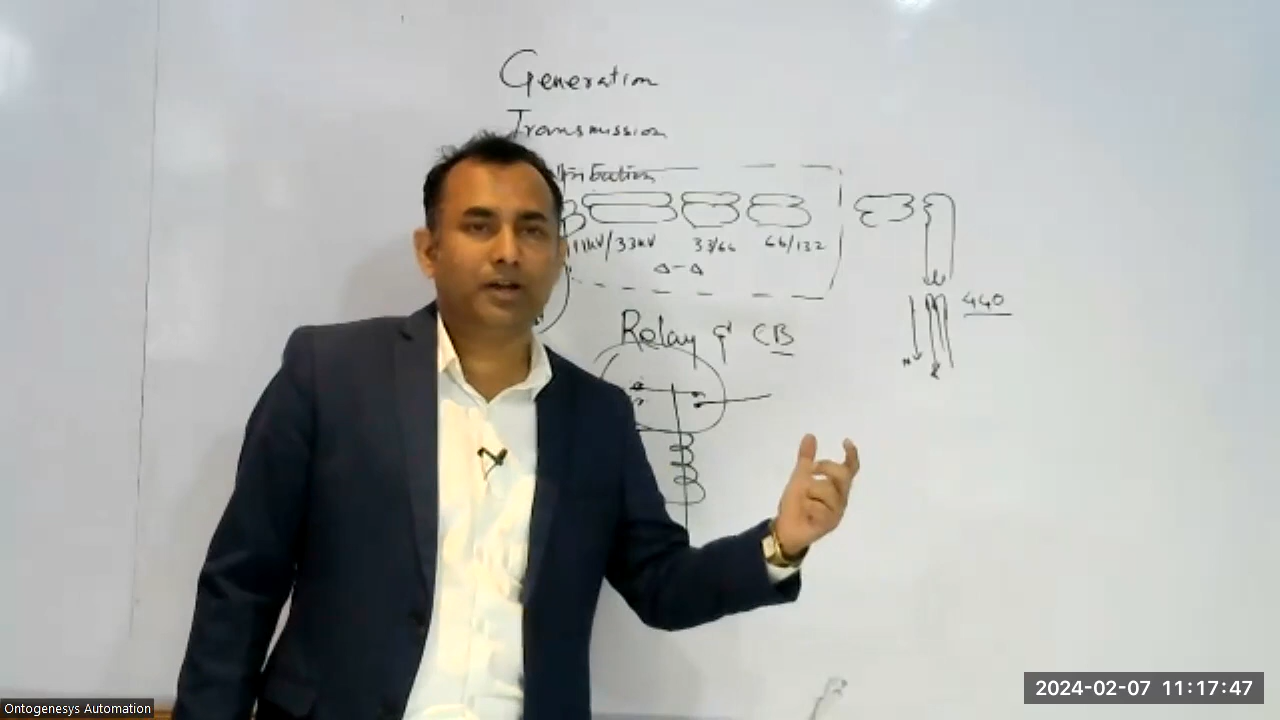 Generation
Transmission
11kV/33kV 33/66 66/132
Δ-Δ
440
Relay & CB
N
R
Ontogenesys Automation
2024-02-07 11:17:47